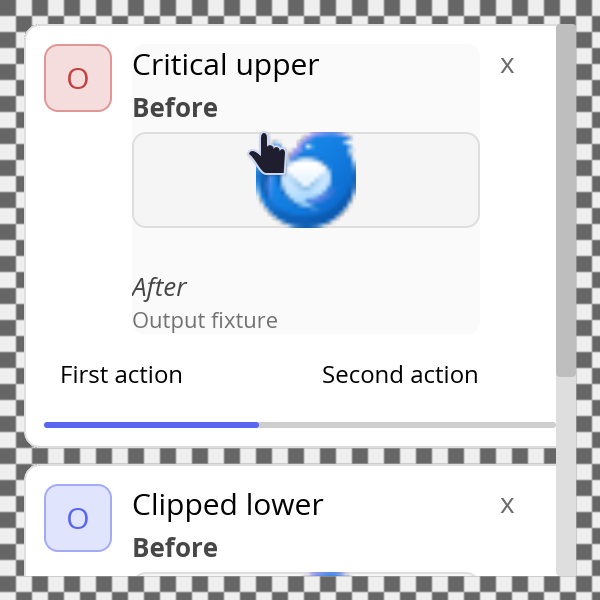 O
Critical upper
x
Before
After
Output fixture
First action
Second action
O
Clipped lower
x
Before